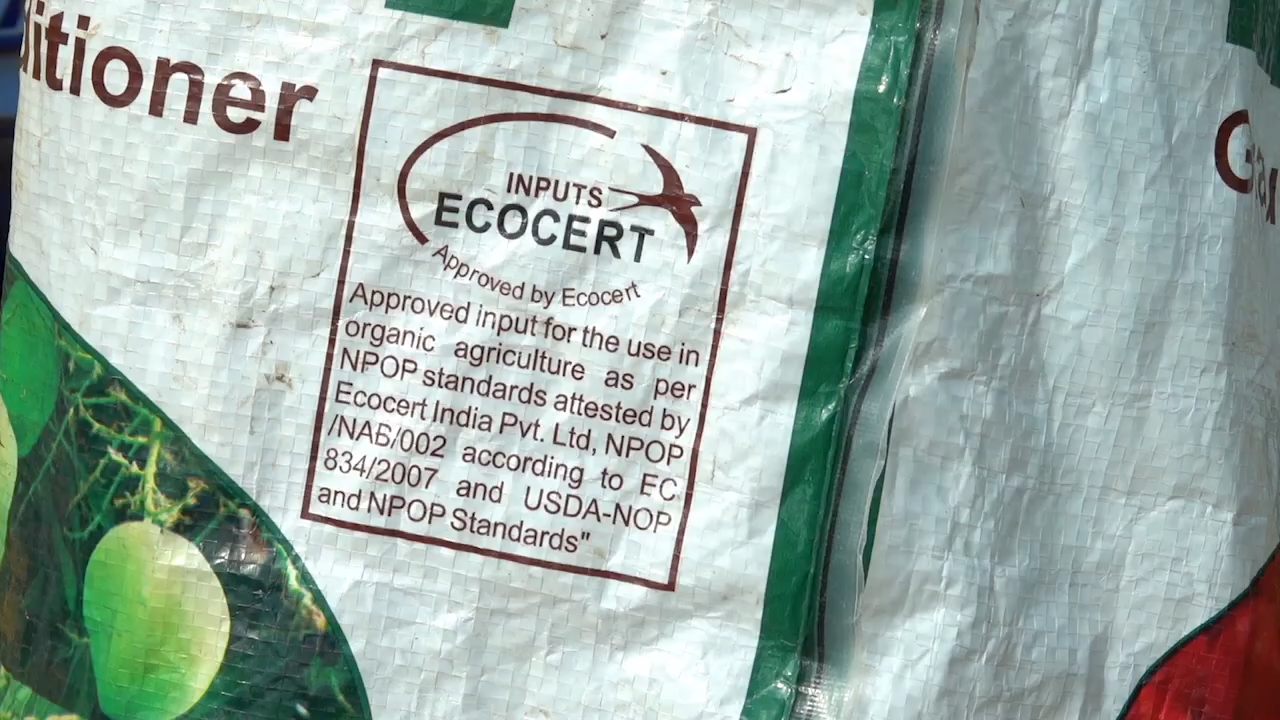 ditioner
INPUTS
ECOCERT
Approved by Ecocert
Approved input for the use in
organic agriculture as per
NPOP standards attested by
Ecocert India Pvt. Ltd, NPOP
/NAB/002 according to EC
834/2007 and USDA-NOP
and NPOP Standards"